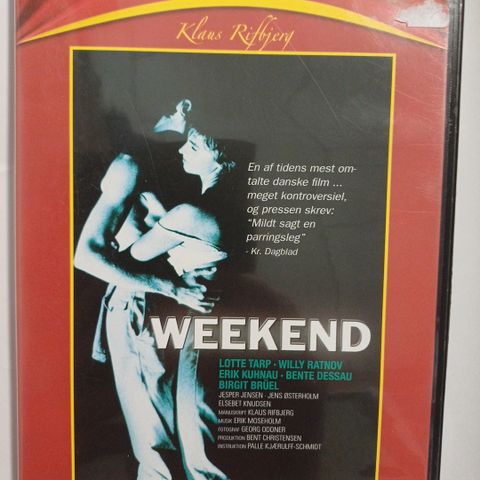 Klaus Rifbjerg
En af tidens mest om-
talte danske film ...
meget kontroversiel,
og pressen skrev:
"Mildt sagt en
parringsleg"
- Kr. Dagblad
WEEKEND
LOTTE TARP · WILLY RATNOV
ERIK KUHNAU · BENTE DESSAU
BIRGIT BRÜEL
JESPER JENSEN · JENS ØSTERHOLM
ELSEBET KNUDSEN
MANUSKRIPT KLAUS RIFBJERG
MUSIK ERIK MOSEHOLM
FOTOGRAF GEORG ODDNER
PRODUKTION BENT CHRISTENSEN
INSTRUKTION PALLE KJÆRULFF-SCHMIDT